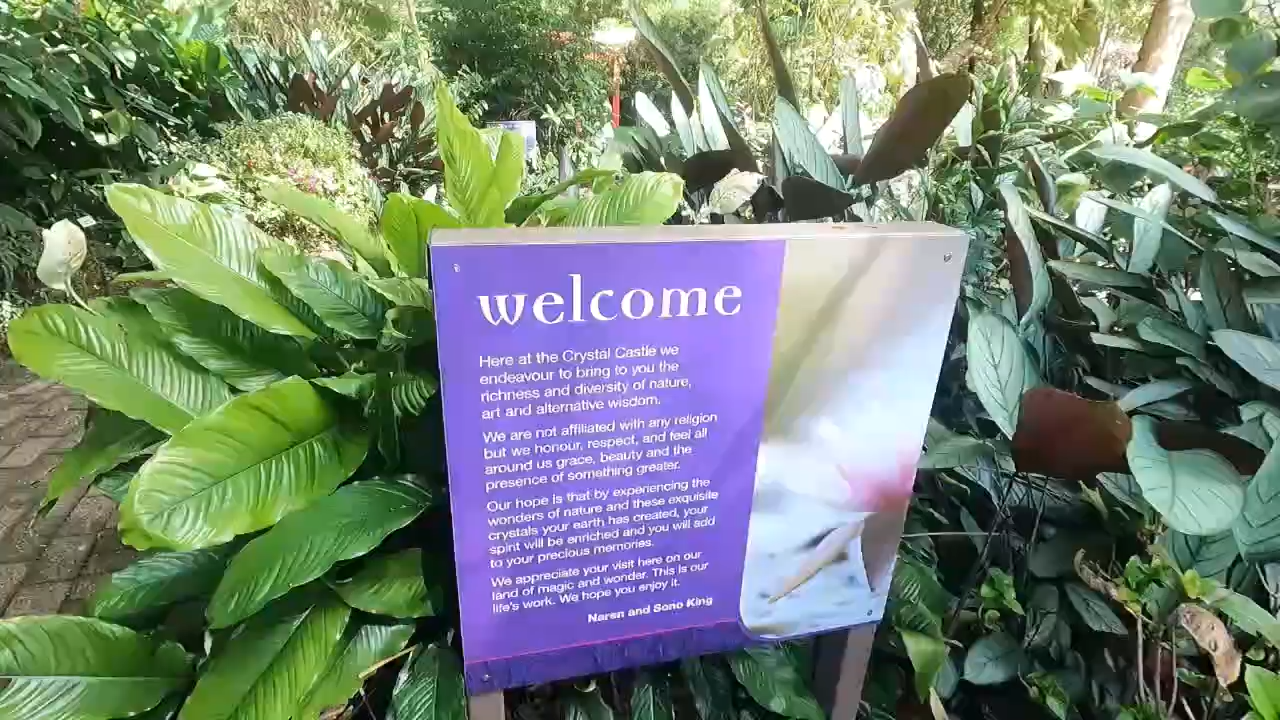 welcome
Here at the Crystal Castle we
endeavour to bring to you the
richness and diversity of nature,
art and alternative wisdom.
We are not affiliated with any religion
but we honour, respect, and feel all
around us grace, beauty and the
presence of something greater.
Our hope is that by experiencing the
wonders of nature and these exquisite
crystals your earth has created, your
spirit will be enriched and you will add
to your precious memories.
We appreciate your visit here on our
land of magic and wonder. This is our
life's work. We hope you enjoy it.
Naren and Sono King